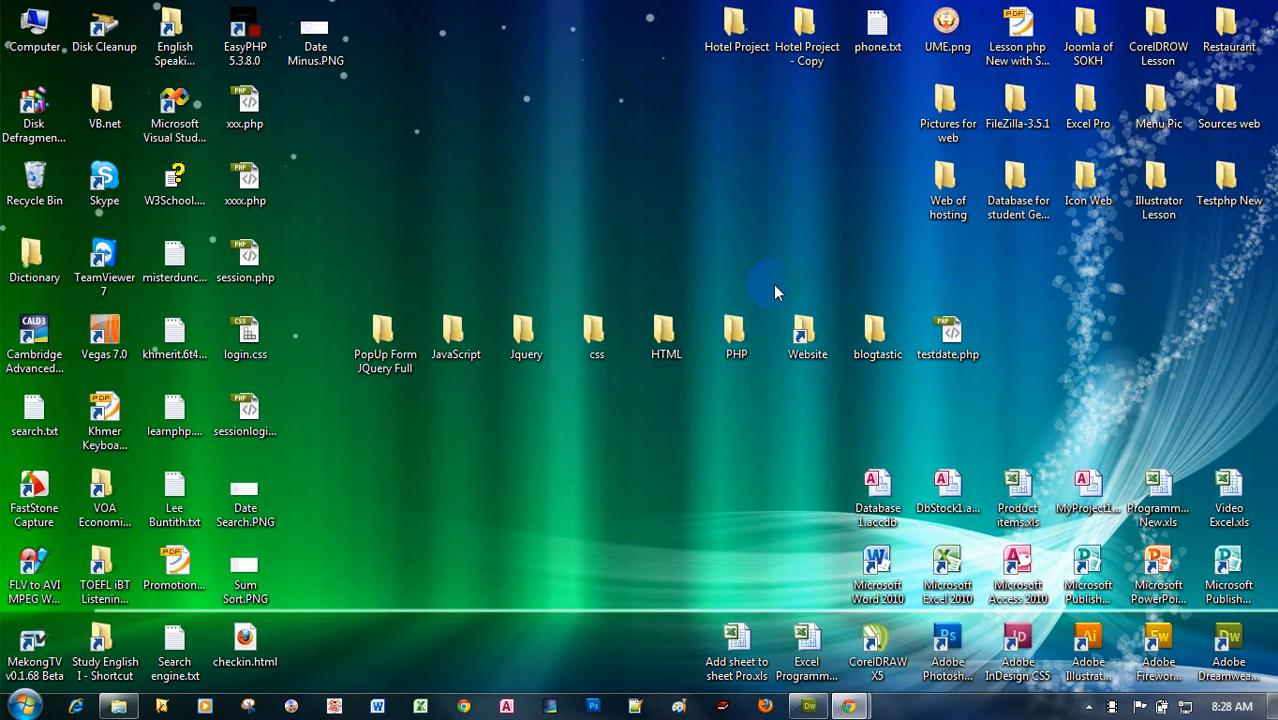 Computer
Disk Cleanup
English
Speaki...
EasyPHP
5.3.8.0
Date
Minus.PNG
Hotel Project
Hotel Project
- Copy
phone.txt
UME.png
Lesson php
New with S...
Joomla of
SOKH
CorelDROW
Lesson
Restaurant
Disk
Defragmen...
VB.net
Microsoft
Visual Stud...
xxx.php
Pictures for
web
FileZilla-3.5.1
Excel Pro
Menu Pic
Sources web
Recycle Bin
Skype
W3School....
xxxx.php
Web of
hosting
Database for
student Ge...
Icon Web
Illustrator
Lesson
Testphp New
Dictionary
TeamViewer
7
misterdunc...
session.php
Cambridge
Advanced...
Vegas 7.0
khmerit.6t4...
login.css
PopUp Form
JQuery Full
JavaScript
Jquery
css
HTML
PHP
Website
blogtastic
testdate.php
search.txt
Khmer
Keyboa...
learnphp....
sessionlogi...
FastStone
Capture
VOA
Economi...
Lee
Buntith.txt
Date
Search.PNG
Database
1.accdb
DbStock1.a...
Product
items.xls
MyProject1...
Programm...
New.xls
Video
Excel.xls
FLV to AVI
MPEG W...
TOEFL iBT
Listenin...
Promotion...
Sum
Sort.PNG
Microsoft
Word 2010
Microsoft
Excel 2010
Microsoft
Access 2010
Microsoft
Publish...
Microsoft
PowerPoi...
Microsoft
Publish...
MekongTV
v0.1.68 Beta
Study English
I - Shortcut
Search
engine.txt
checkin.html
Add sheet to
sheet Pro.xls
Excel
Programm...
CorelDRAW
X5
Adobe
Photosh...
Adobe
InDesign CS5
Adobe
Illustrat...
Adobe
Firewor...
Adobe
Dreamwea...
8:28 AM